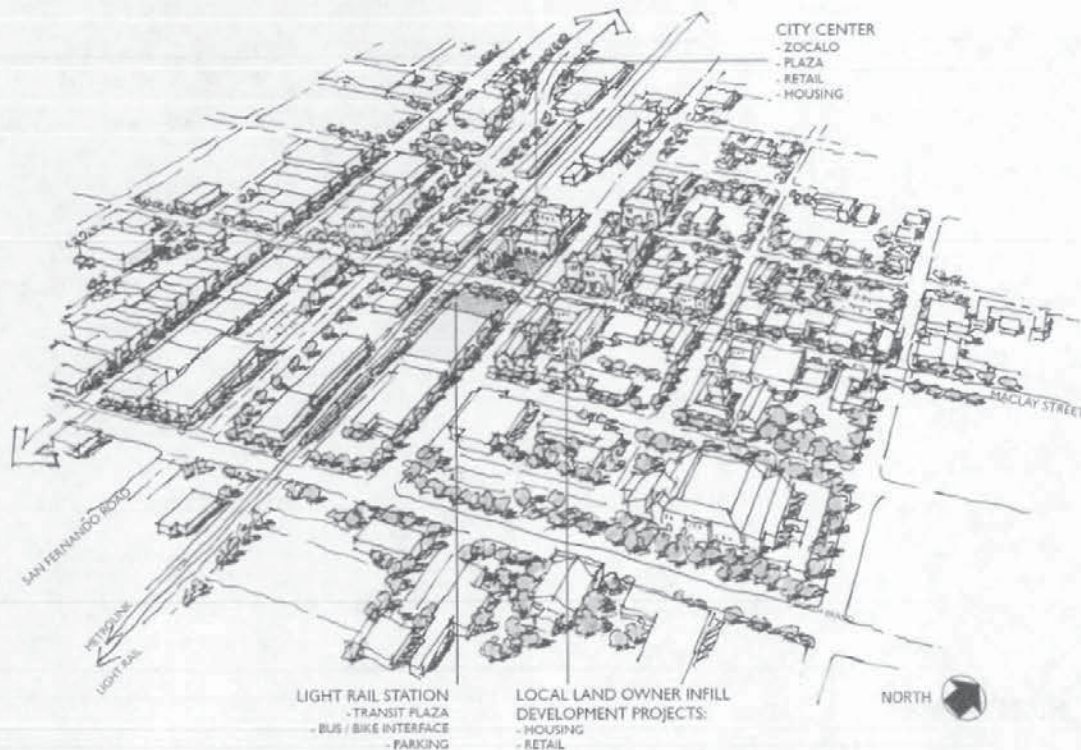 CITY CENTER
- ZOCALO
- PLAZA
- RETAIL
- HOUSING
MACLAY STREET
SAN FERNANDO ROAD
METROLINK
LIGHT RAIL
LIGHT RAIL STATION
- TRANSIT PLAZA
- BUS / BIKE INTERFACE
- PARKING
LOCAL LAND OWNER INFILL
DEVELOPMENT PROJECTS:
- HOUSING
- RETAIL
NORTH